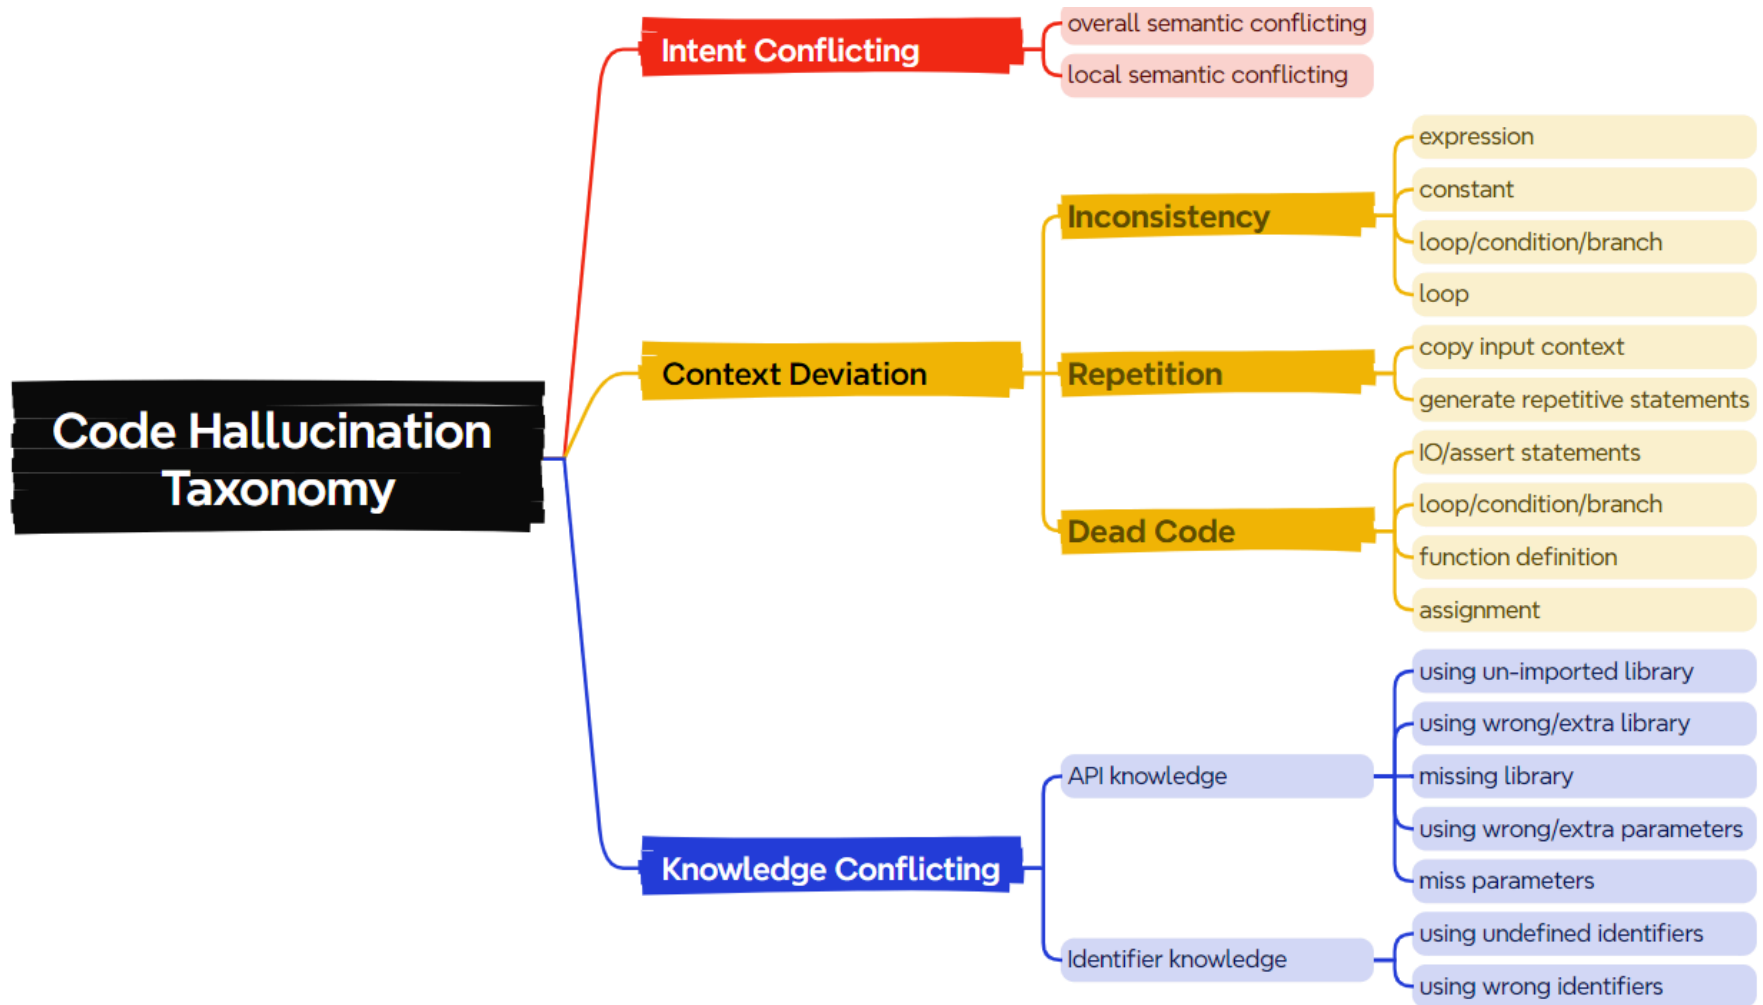 Code Hallucination
Taxonomy
Intent Conflicting
overall semantic conflicting
local semantic conflicting
Context Deviation
Inconsistency
expression
constant
loop/condition/branch
loop
Repetition
copy input context
generate repetitive statements
Dead Code
IO/assert statements
loop/condition/branch
function definition
assignment
Knowledge Conflicting
API knowledge
using un-imported library
using wrong/extra library
missing library
using wrong/extra parameters
miss parameters
Identifier knowledge
using undefined identifiers
using wrong identifiers